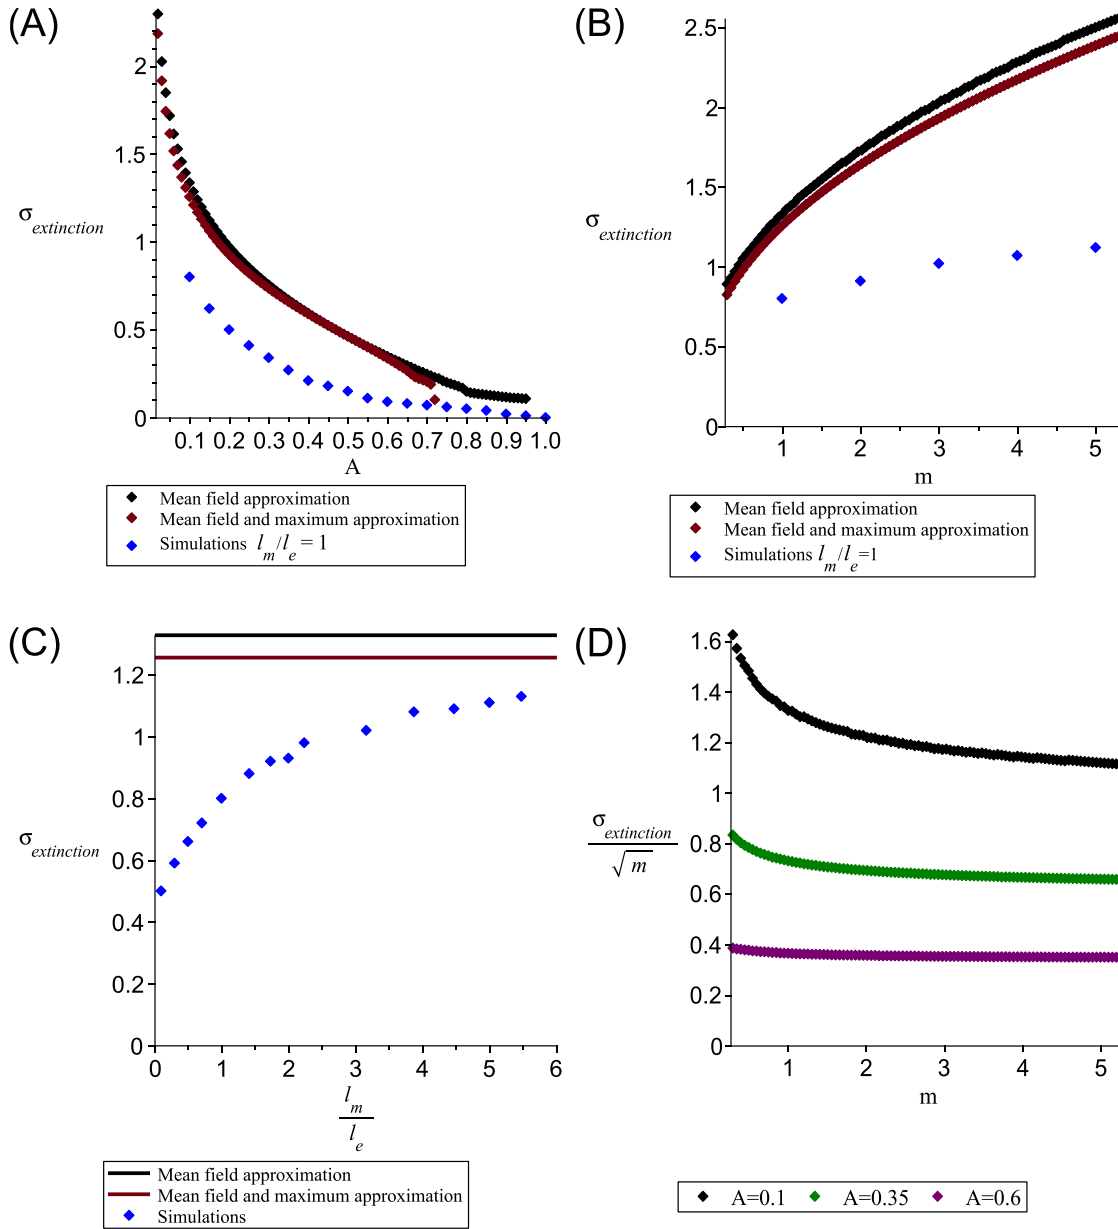 (A)
2
1.5
σextinction
1
0.5
0
0.1 0.2 0.3 0.4 0.5 0.6 0.7 0.8 0.9 1.0
A
Mean field approximation
Mean field and maximum approximation
Simulations l_m/l_e = 1
(B)
2.5
2
1.5
σextinction
1
0.5
0
1 2 3 4 5
m
Mean field approximation
Mean field and maximum approximation
Simulations l_m/l_e =1
(C)
1.2
1
0.8
σextinction
0.6
0.4
0.2
0
0 1 2 3 4 5 6
l_m
l_e
Mean field approximation
Mean field and maximum approximation
Simulations
(D)
1.6
1.4
1.2
1
σextinction
√m
0.8
0.6
0.4
0.2
0
1 2 3 4 5
m
A=0.1 A=0.35 A=0.6